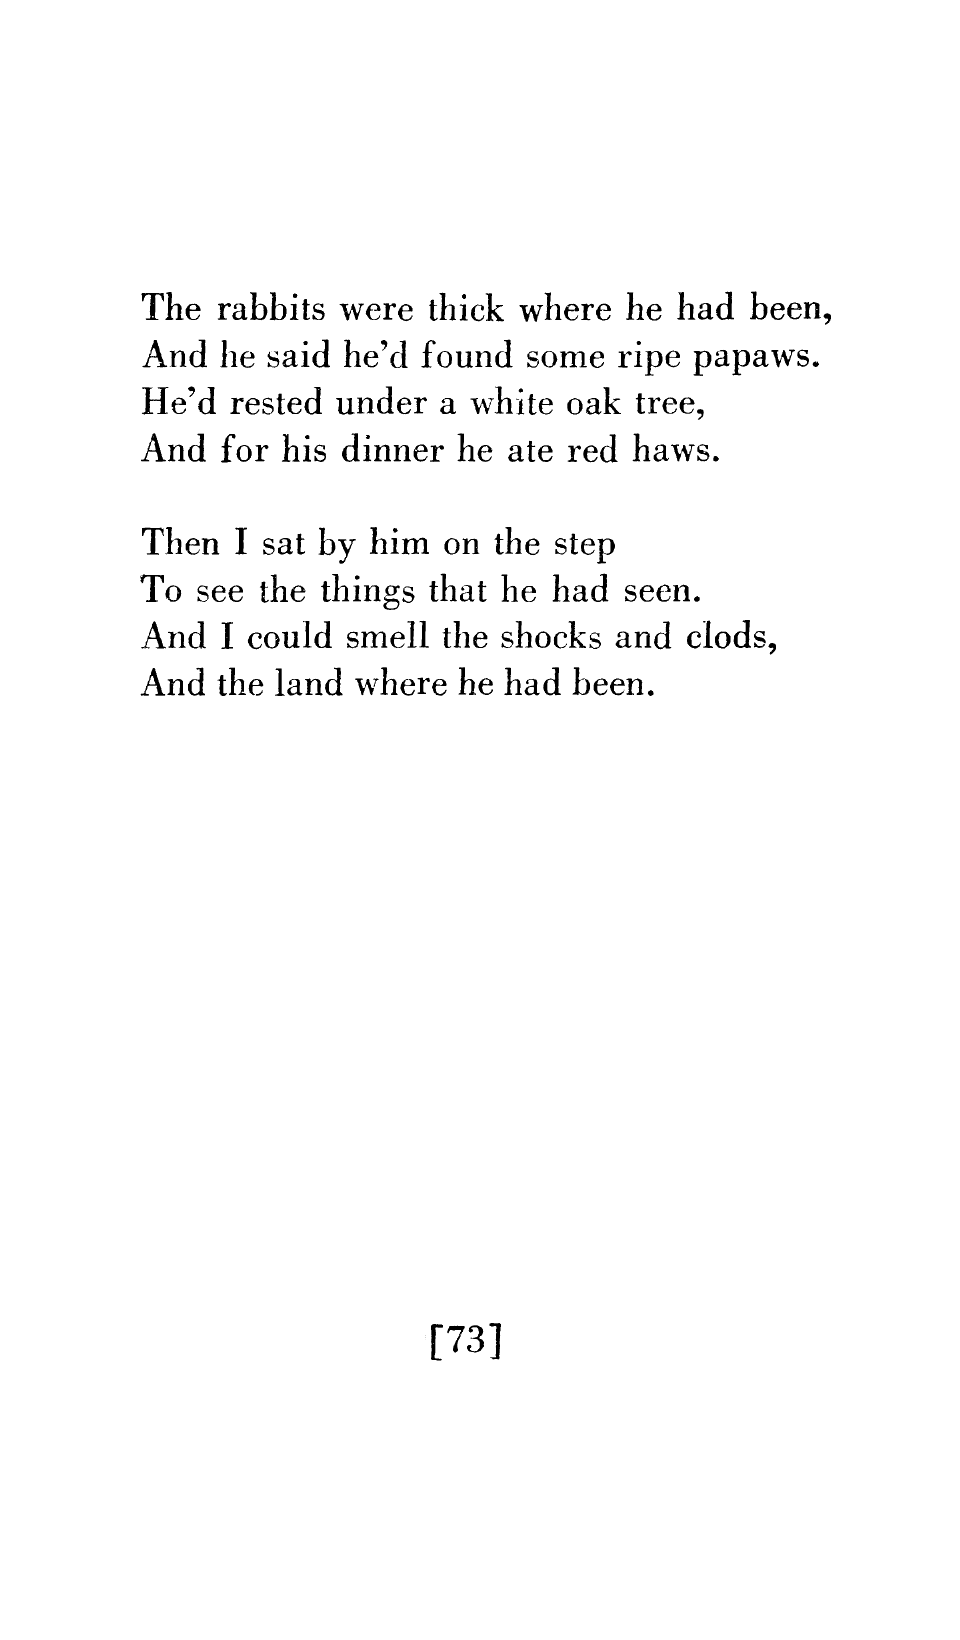 The rabbits were thick where he had been,
And he said he'd found some ripe papaws.
He'd rested under a white oak tree,
And for his dinner he ate red haws.

Then I sat by him on the step
To see the things that he had seen.
And I could smell the shocks and clods,
And the land where he had been.

[73]